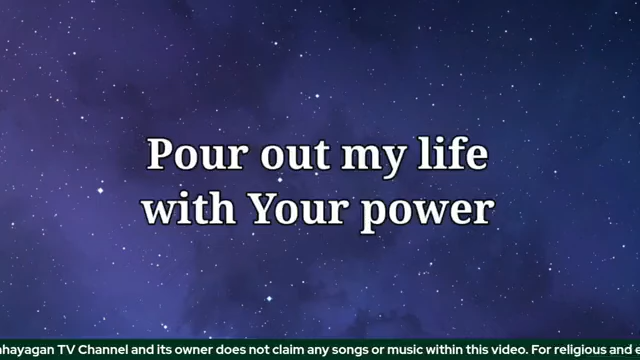 Pour out my life
with Your power
nhayagan TV Channel and its owner does not claim any songs or music within this video. For religious and e